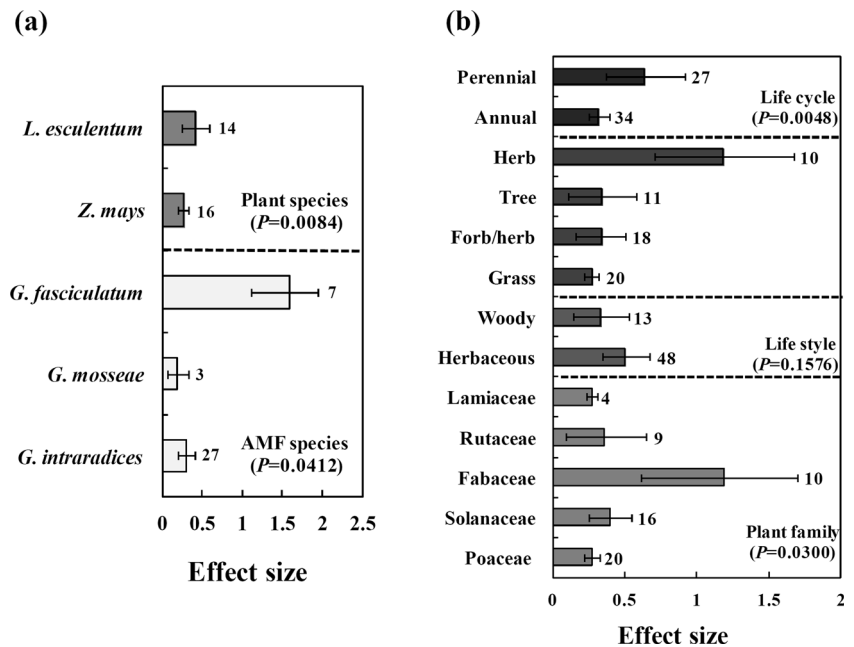 (a)
L. esculentum
14
Z. mays
16
Plant species
(P=0.0084)
G. fasciculatum
7
G. mosseae
3
G. intraradices
27
AMF species
(P=0.0412)
0 0.5 1 1.5 2 2.5
Effect size
(b)
Perennial
27
Life cycle
(P=0.0048)
Annual
34
Herb
10
Tree
11
Forb/herb
18
Grass
20
Woody
13
Life style
(P=0.1576)
Herbaceous
48
Lamiaceae
4
Rutaceae
9
Fabaceae
10
Solanaceae
16
Plant family
(P=0.0300)
Poaceae
20
0 0.5 1 1.5 2
Effect size